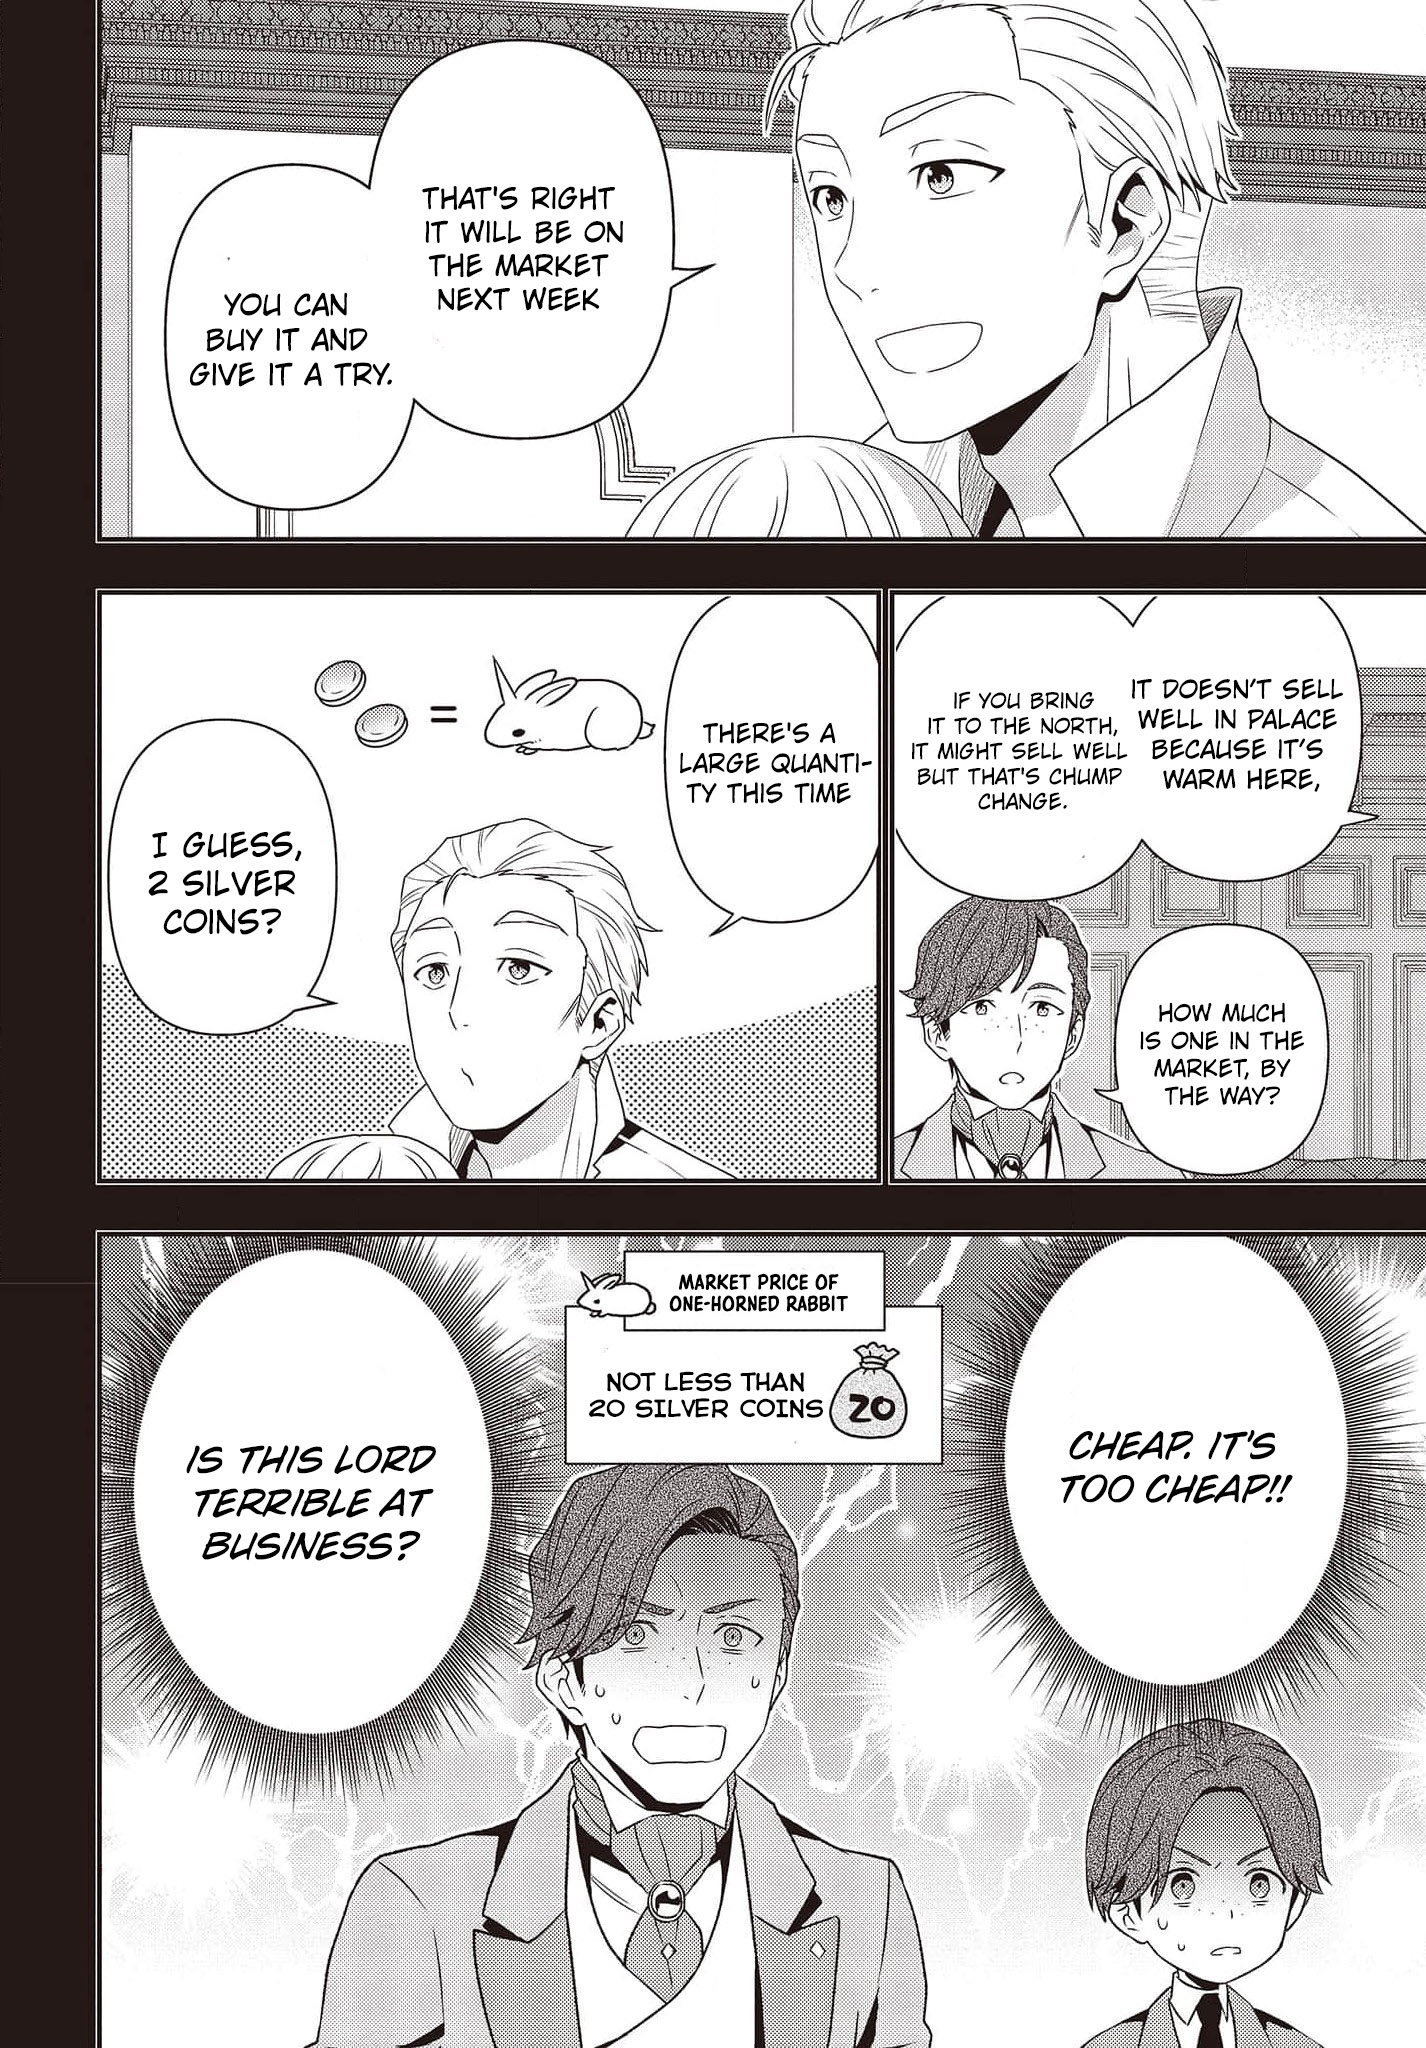 THAT'S RIGHT
IT WILL BE ON
THE MARKET
NEXT WEEK
YOU CAN
BUY IT AND
GIVE IT A TRY.
IT DOESN'T SELL
WELL IN PALACE
BECAUSE IT'S
WARM HERE,
IF YOU BRING
IT TO THE NORTH,
IT MIGHT SELL WELL
BUT THAT'S CHUMP
CHANGE.
HOW MUCH
IS ONE IN THE
MARKET, BY
THE WAY?
THERE'S A
LARGE QUANTI-
TY THIS TIME
=
I GUESS,
2 SILVER
COINS?
MARKET PRICE OF
ONE-HORNED RABBIT
NOT LESS THAN
20 SILVER COINS
20
CHEAP. IT'S
TOO CHEAP!!
IS THIS LORD
TERRIBLE AT
BUSINESS?